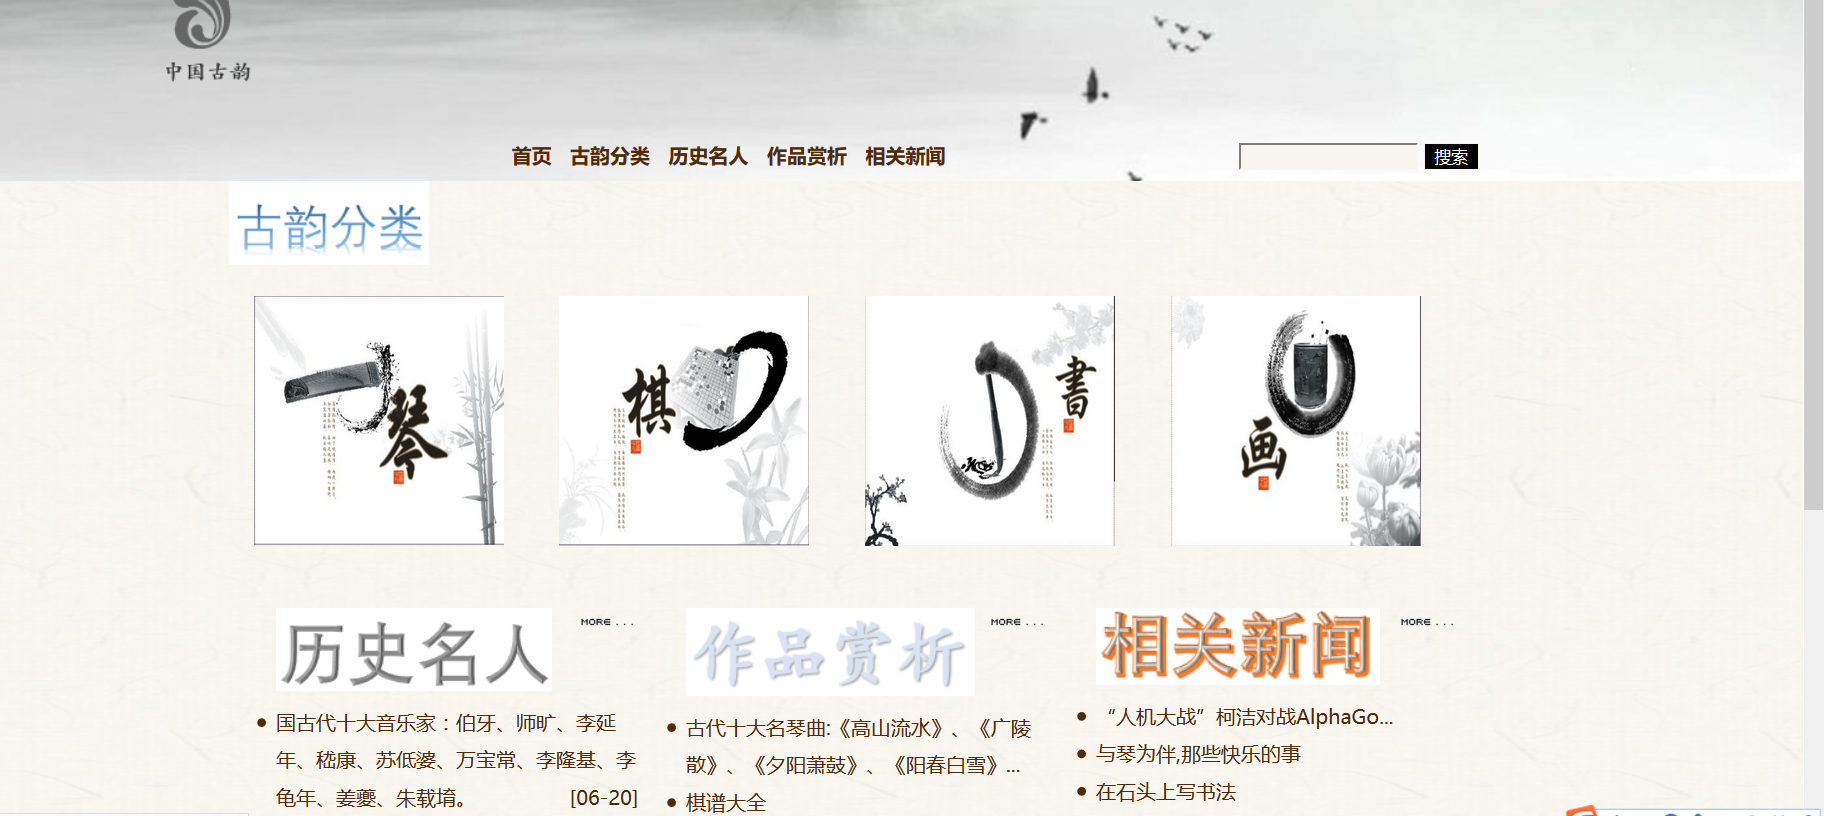 中国古韵
首页 古韵分类 历史名人 作品赏析 相关新闻
搜索
古韵分类
琴
棋
書
画
历史名人
MORE...
国古代十大音乐家：伯牙、师旷、李延
年、嵇康、苏低婆、万宝常、李隆基、李
龟年、姜夔、朱载堉。 [06-20]
作品赏析
MORE...
古代十大名琴曲:《高山流水》、《广陵
散》、《夕阳萧鼓》、《阳春白雪》...
棋谱大全
相关新闻
MORE...
“人机大战”柯洁对战AlphaGo...
与琴为伴,那些快乐的事
在石头上写书法